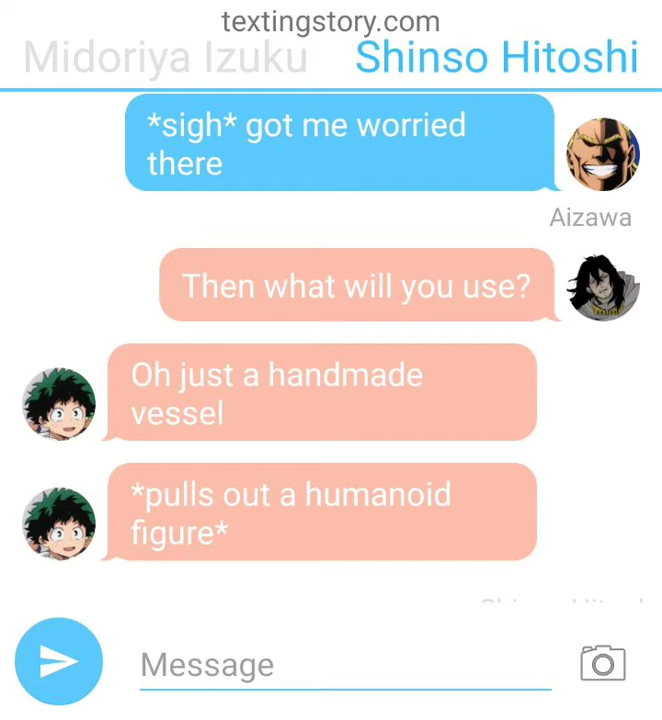 textingstory.com
Midoriya Izuku Shinso Hitoshi
*sigh* got me worried
there
Aizawa
Then what will you use?
Oh just a handmade
vessel
*pulls out a humanoid
figure*
Message